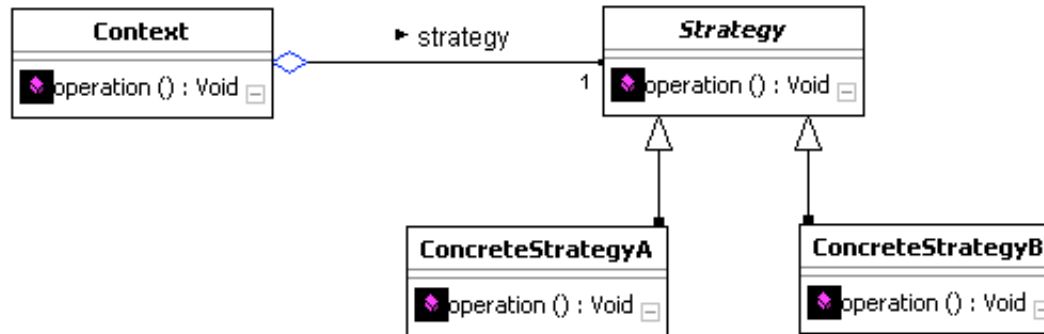 Context
operation () : Void
▸ strategy
1
Strategy
operation () : Void
ConcreteStrategyA
operation () : Void
ConcreteStrategyB
operation () : Void